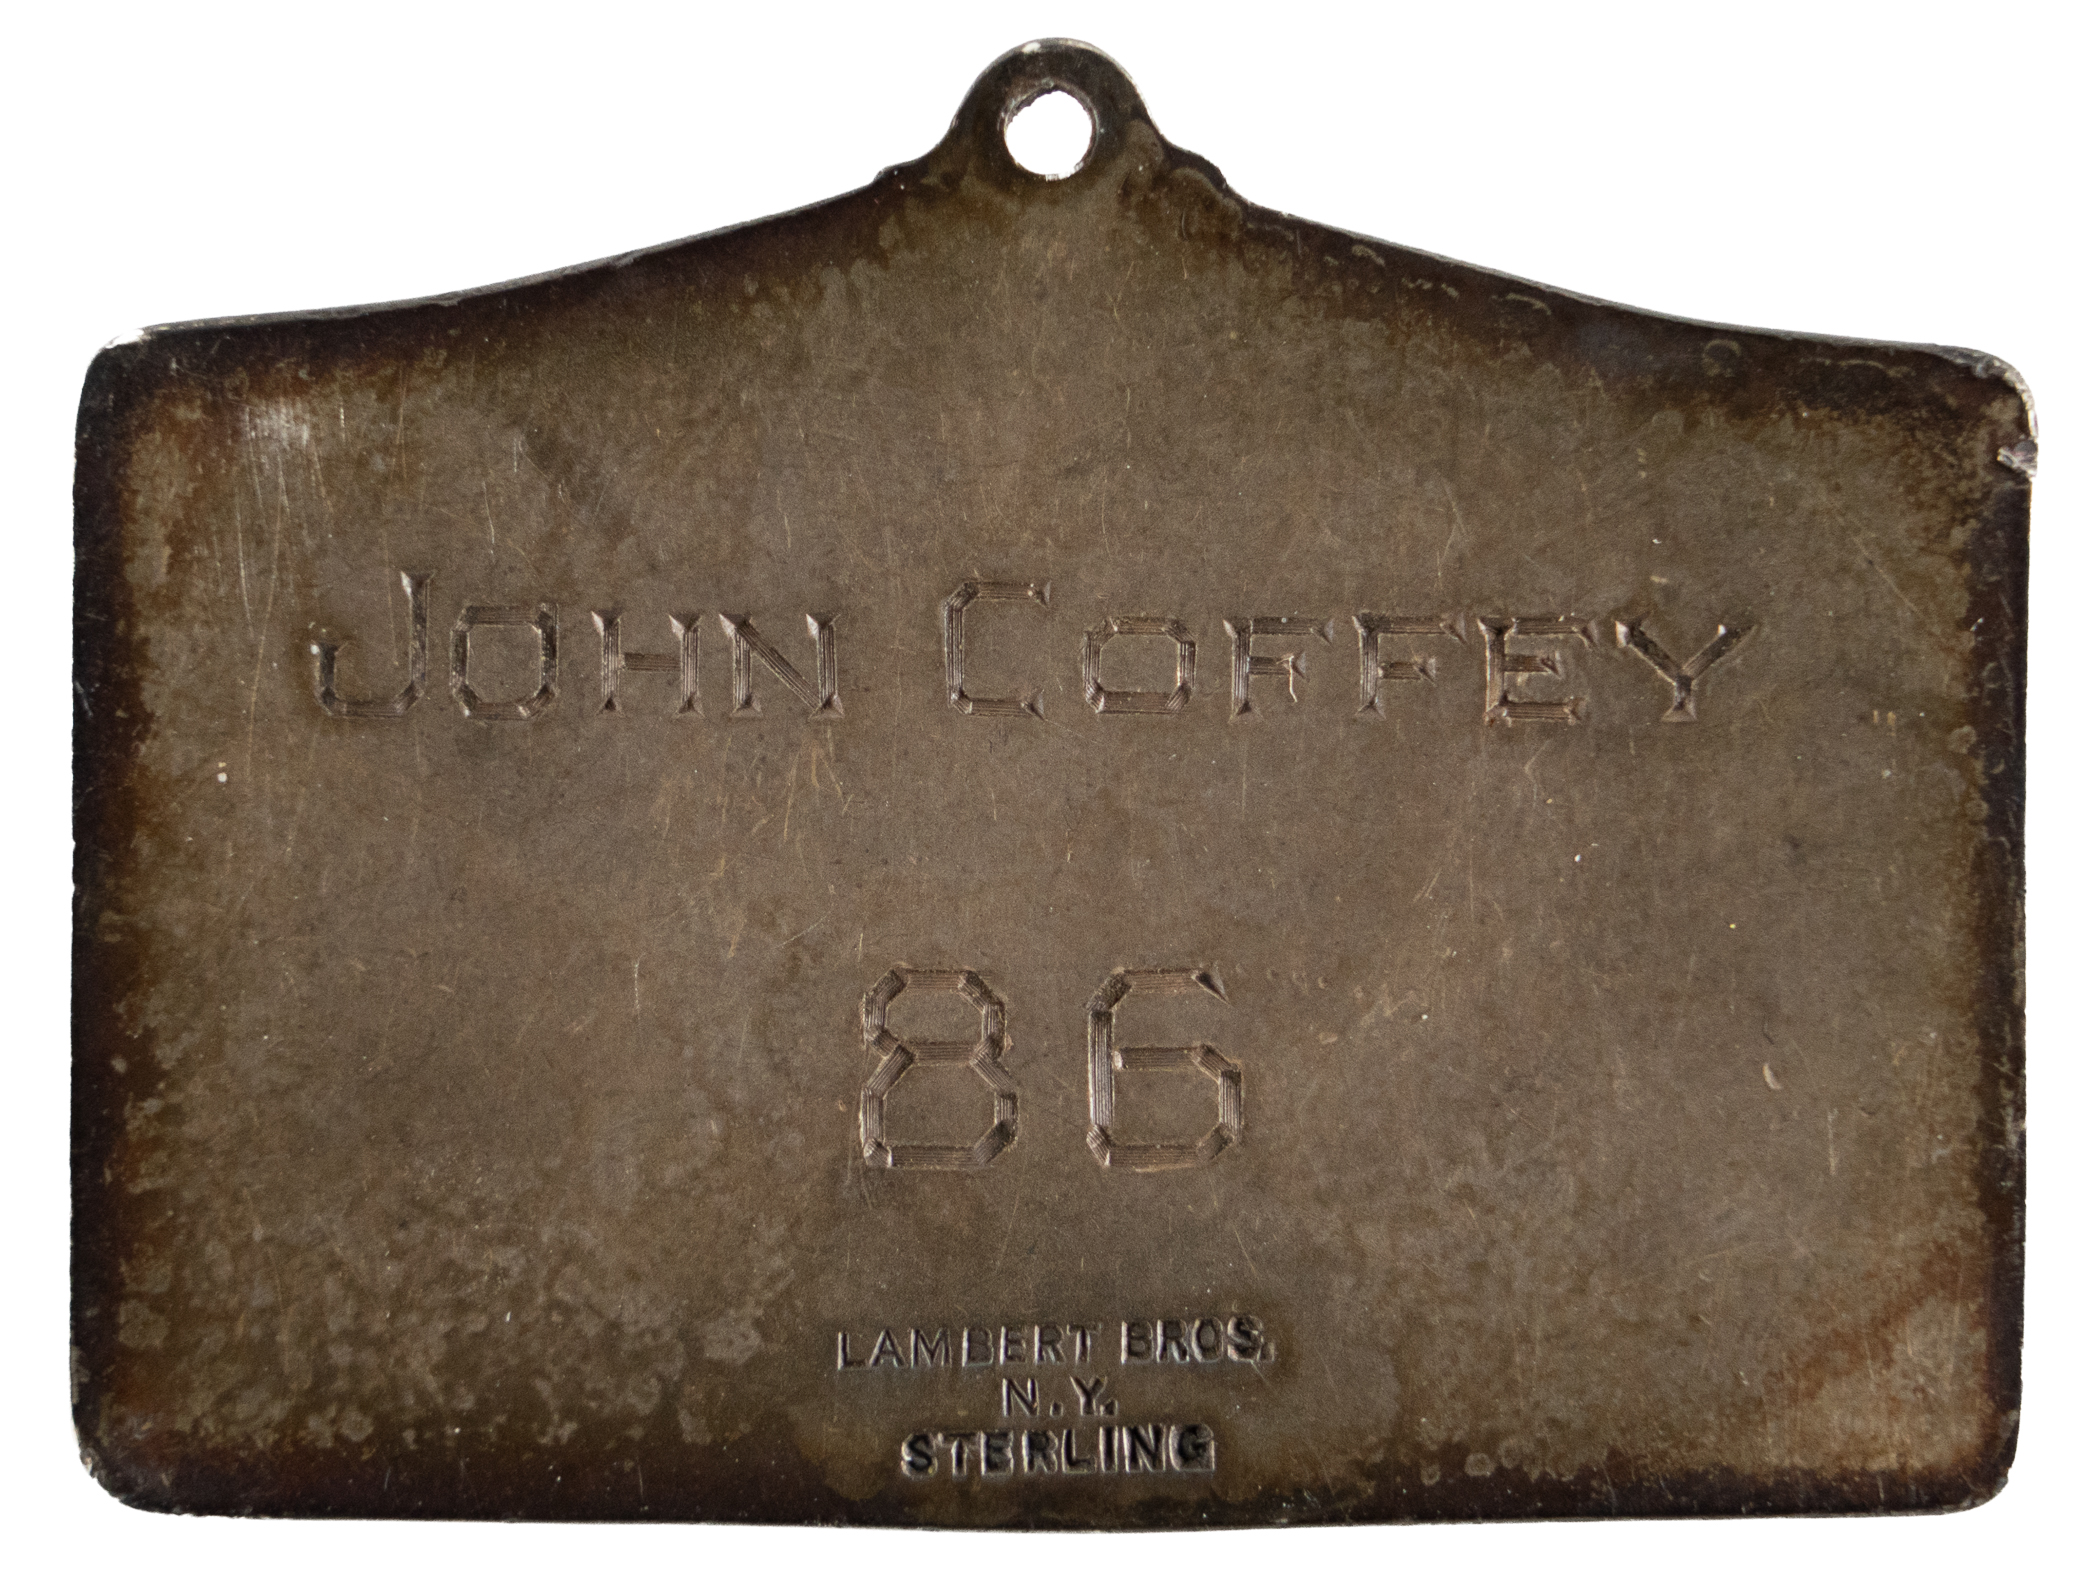 JOHN COFFEY
86
LAMBERT BROS.
N.Y.
STERLING